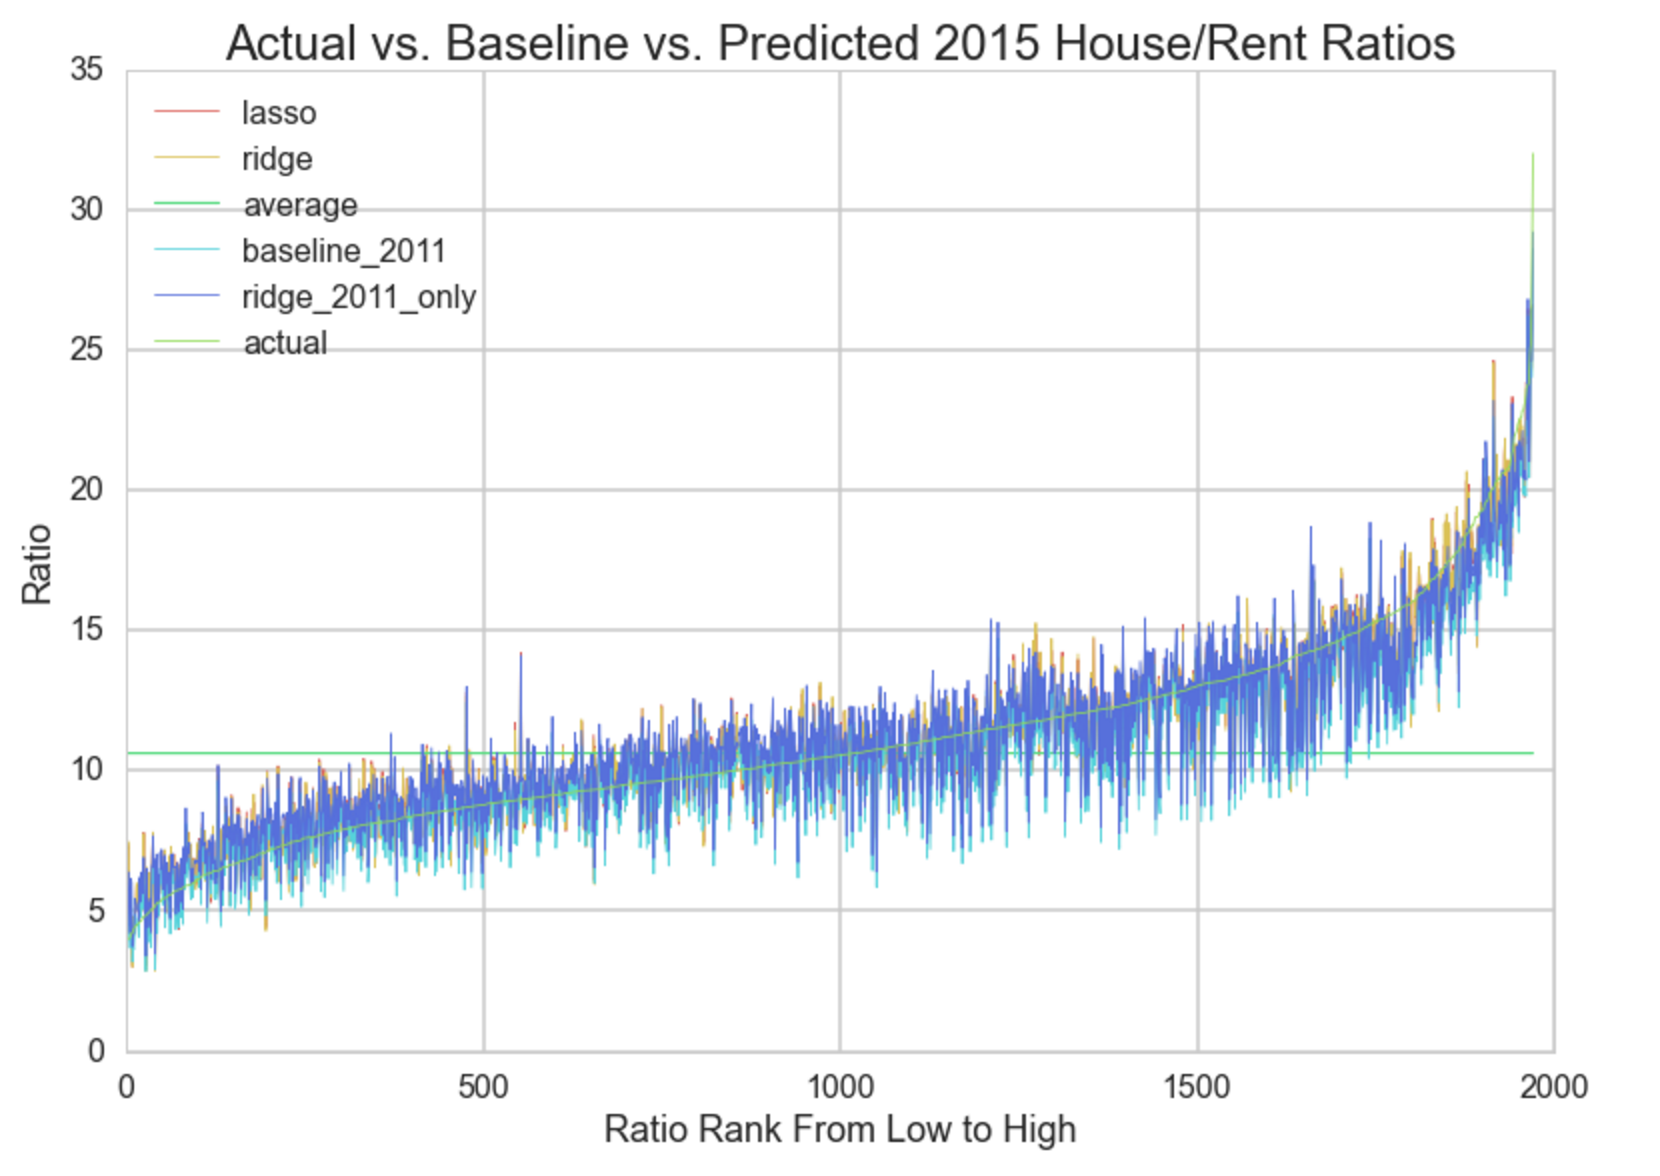 Actual vs. Baseline vs. Predicted 2015 House/Rent Ratios
35
30
25
20
15
10
5
0
Ratio
lasso
ridge
average
baseline_2011
ridge_2011_only
actual
0 500 1000 1500 2000
Ratio Rank From Low to High